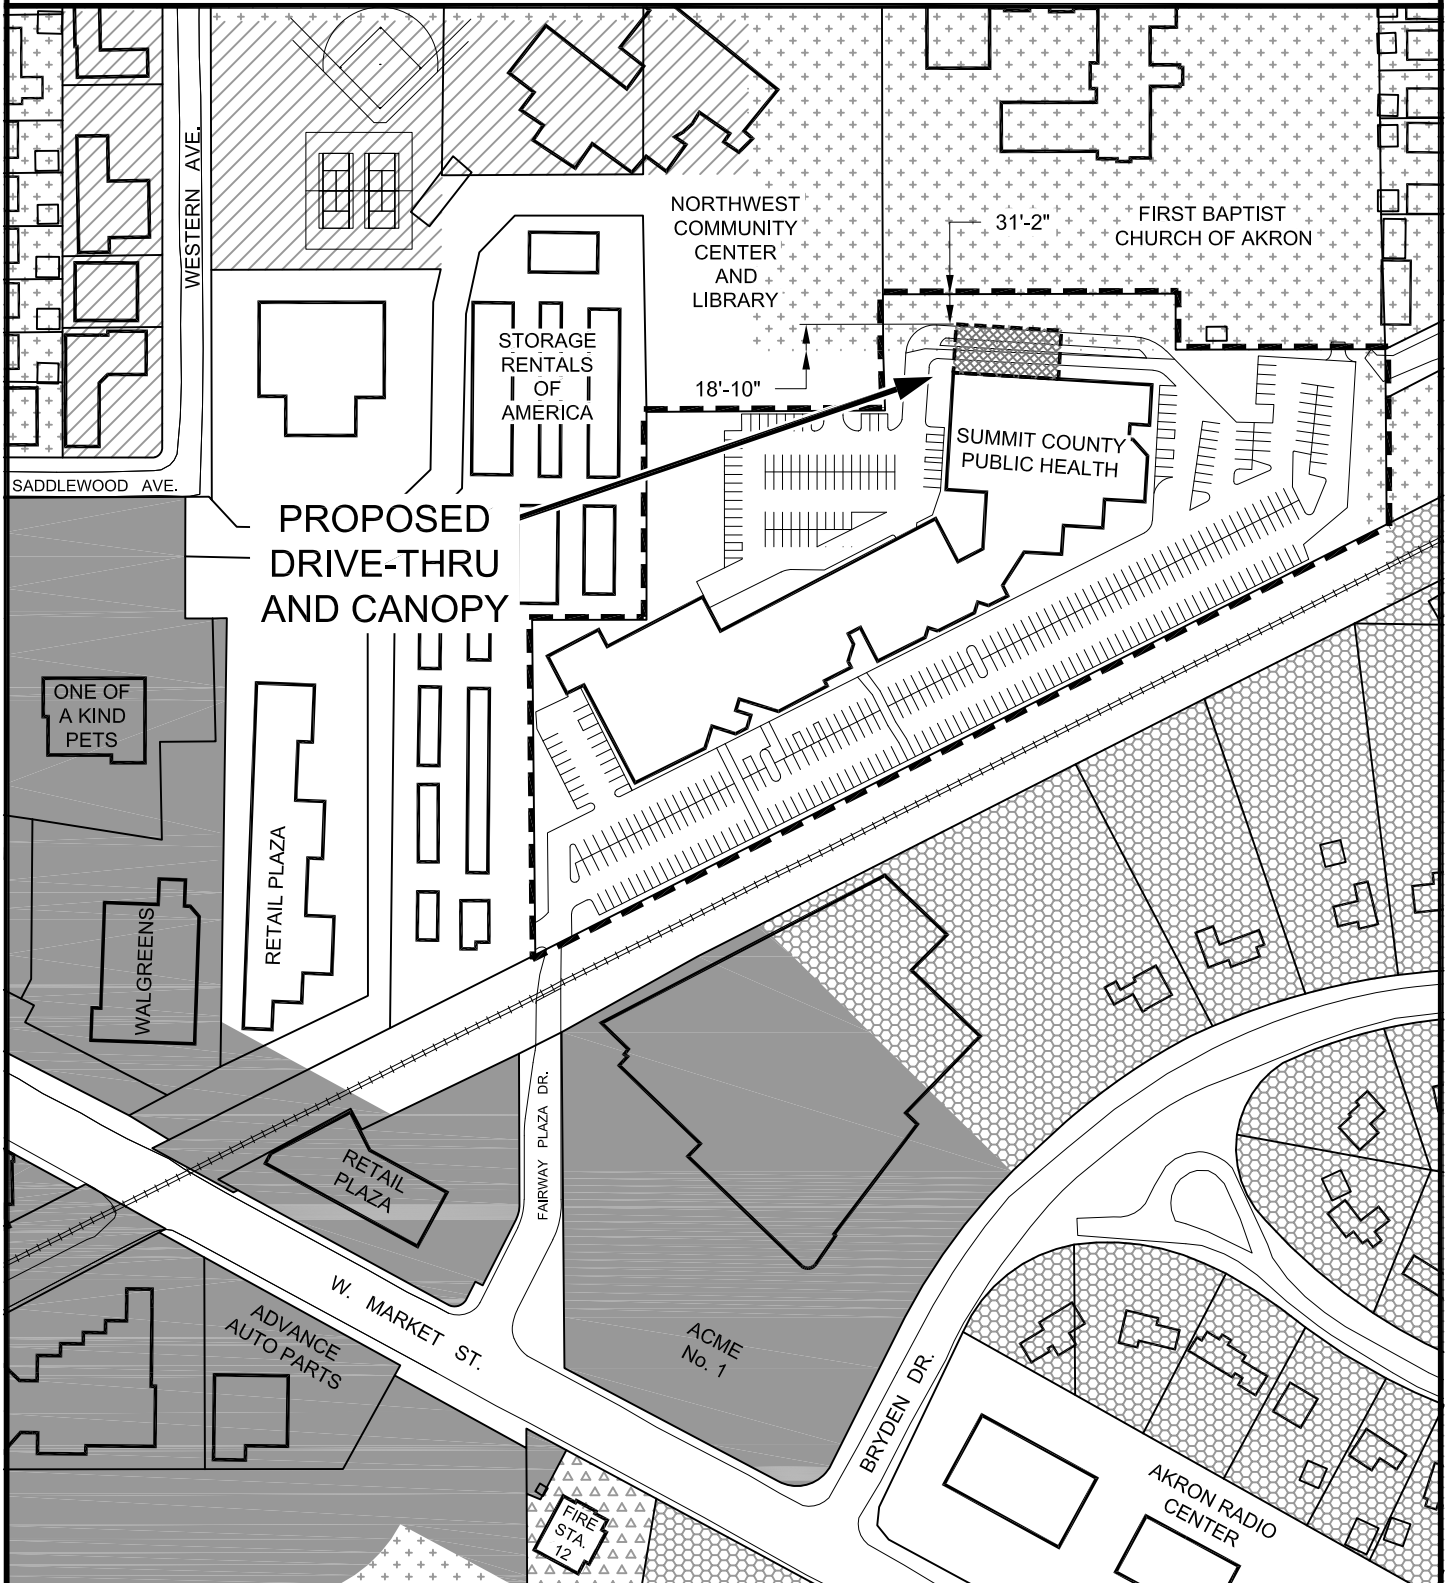 WESTERN AVE.
NORTHWEST
COMMUNITY
CENTER
AND
LIBRARY
31'-2"
FIRST BAPTIST
CHURCH OF AKRON
STORAGE
RENTALS
OF
AMERICA
18'-10"
SUMMIT COUNTY
PUBLIC HEALTH
SADDLEWOOD AVE.
PROPOSED
DRIVE-THRU
AND CANOPY
ONE OF
A KIND
PETS
RETAIL PLAZA
WALGREENS
FAIRWAY PLAZA DR.
RETAIL
PLAZA
W. MARKET ST.
ADVANCE
AUTO PARTS
ACME
No. 1
BRYDEN DR.
AKRON RADIO
CENTER
FIRE
STA.
12